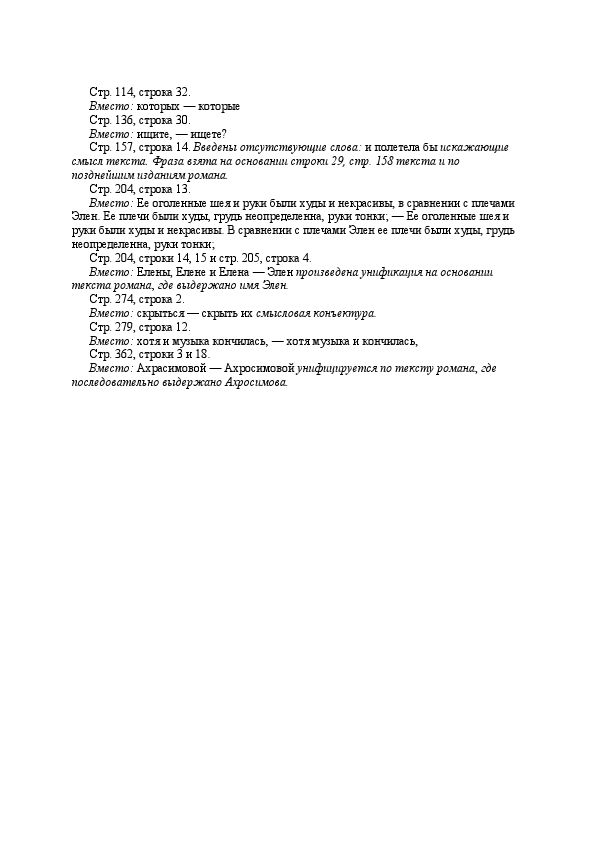 Стр. 114, строка 32.
Вместо: которых — которые
Стр. 136, строка 30.
Вместо: ищите, — ищете?
Стр. 157, строка 14. Введены отсутствующие слова: и полетела бы искажающие
смысл текста. Фраза взята на основании строки 29, стр. 158 текста и по
позднейшим изданиям романа.
Стр. 204, строка 13.
Вместо: Ее оголенные шея и руки были худы и некрасивы, в сравнении с плечами
Элен. Ее плечи были худы, грудь неопределенна, руки тонки; — Ее оголенные шея и
руки были худы и некрасивы. В сравнении с плечами Элен ее плечи были худы, грудь
неопределенна, руки тонки;
Стр. 204, строки 14, 15 и стр. 205, строка 4.
Вместо: Елены, Елене и Елена — Элен произведена унификация на основании
текста романа, где выдержано имя Элен.
Стр. 274, строка 2.
Вместо: скрыться — скрыть их смысловая конъектура.
Стр. 279, строка 12.
Вместо: хотя и музыка кончилась, — хотя музыка и кончилась,
Стр. 362, строки 3 и 18.
Вместо: Ахрасимовой — Ахросимовой унифицируется по тексту романа, где
последовательно выдержано Ахросимова.